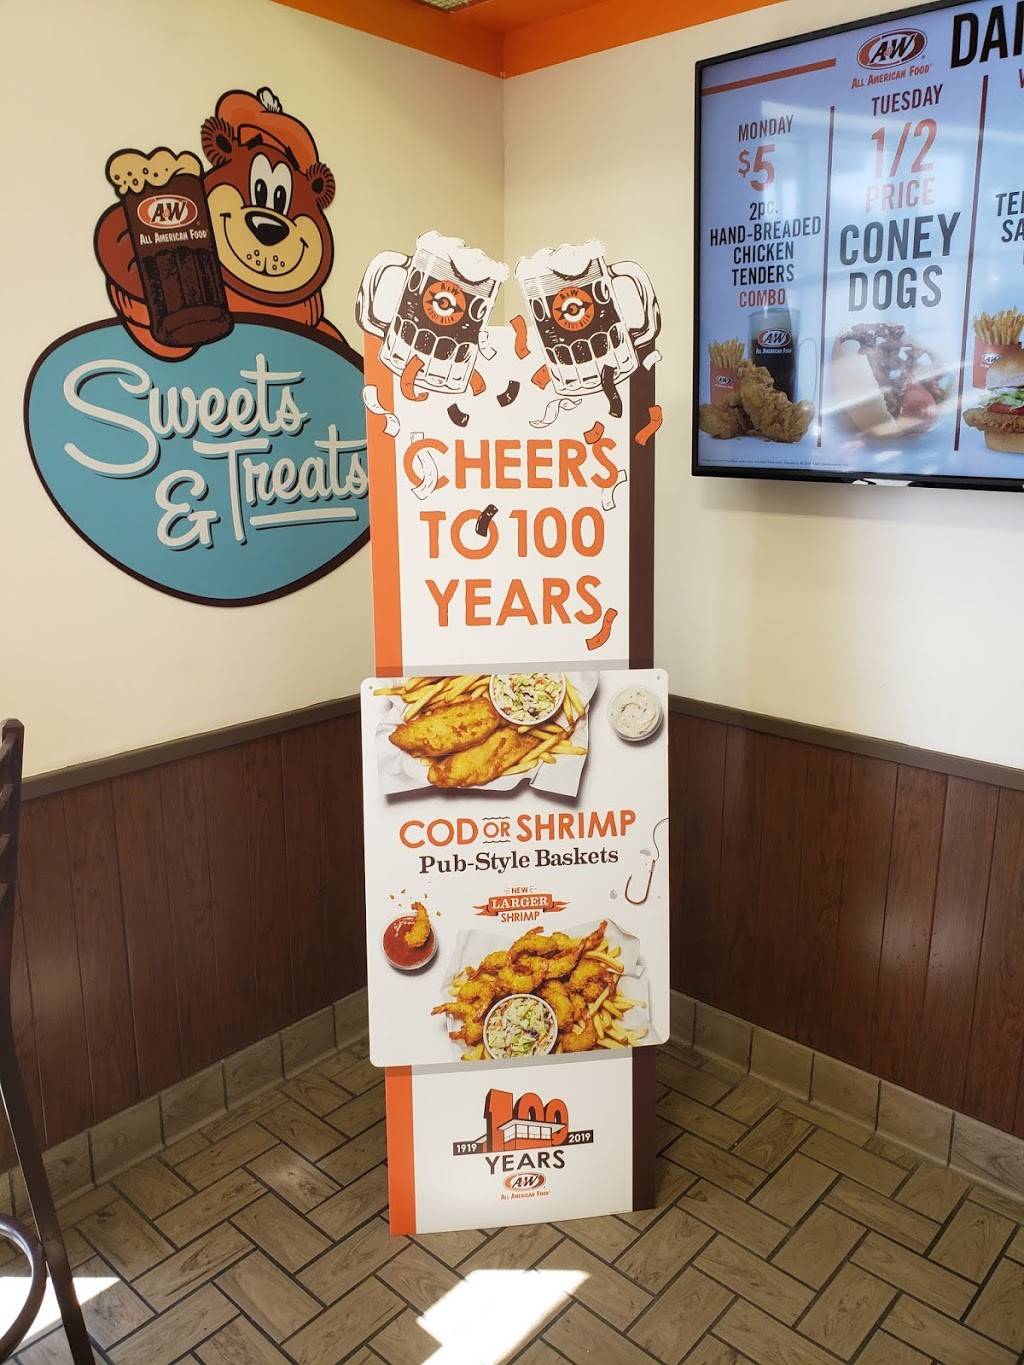 A&W
ALL AMERICAN FOOD
Sweets
& Treats
CHEERS
TO 100
YEARS
COD OR SHRIMP
Pub-Style Baskets
NEW
LARGER
SHRIMP
100
1919 2019
YEARS
A&W
ALL AMERICAN FOOD
A&W
ALL AMERICAN FOOD
MONDAY
$5
2pc.
HAND-BREADED
CHICKEN
TENDERS
COMBO
A&W
TUESDAY
1/2
PRICE
CONEY
DOGS